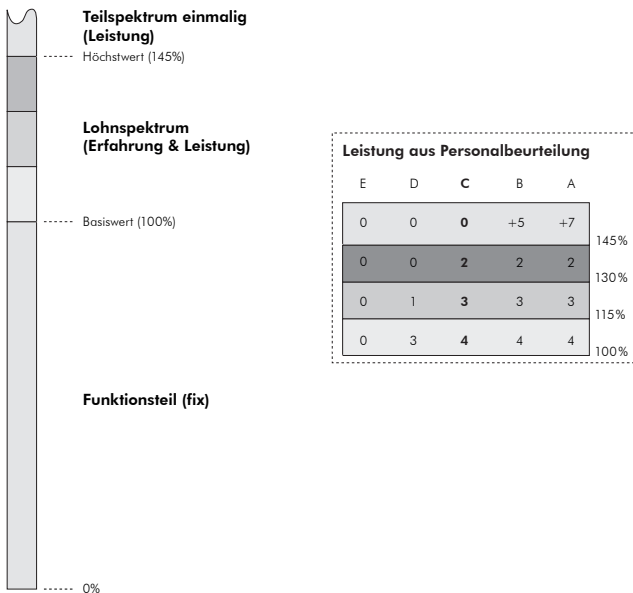 Teilspektrum einmalig
(Leistung)
Höchstwert (145%)
Lohnspektrum
(Erfahrung & Leistung)
Basiswert (100%)
Funktionsteil (fix)
0%
Leistung aus Personalbeurteilung
E D C B A
0 0 0 +5 +7
145%
0 0 2 2 2
130%
0 1 3 3 3
115%
0 3 4 4 4
100%